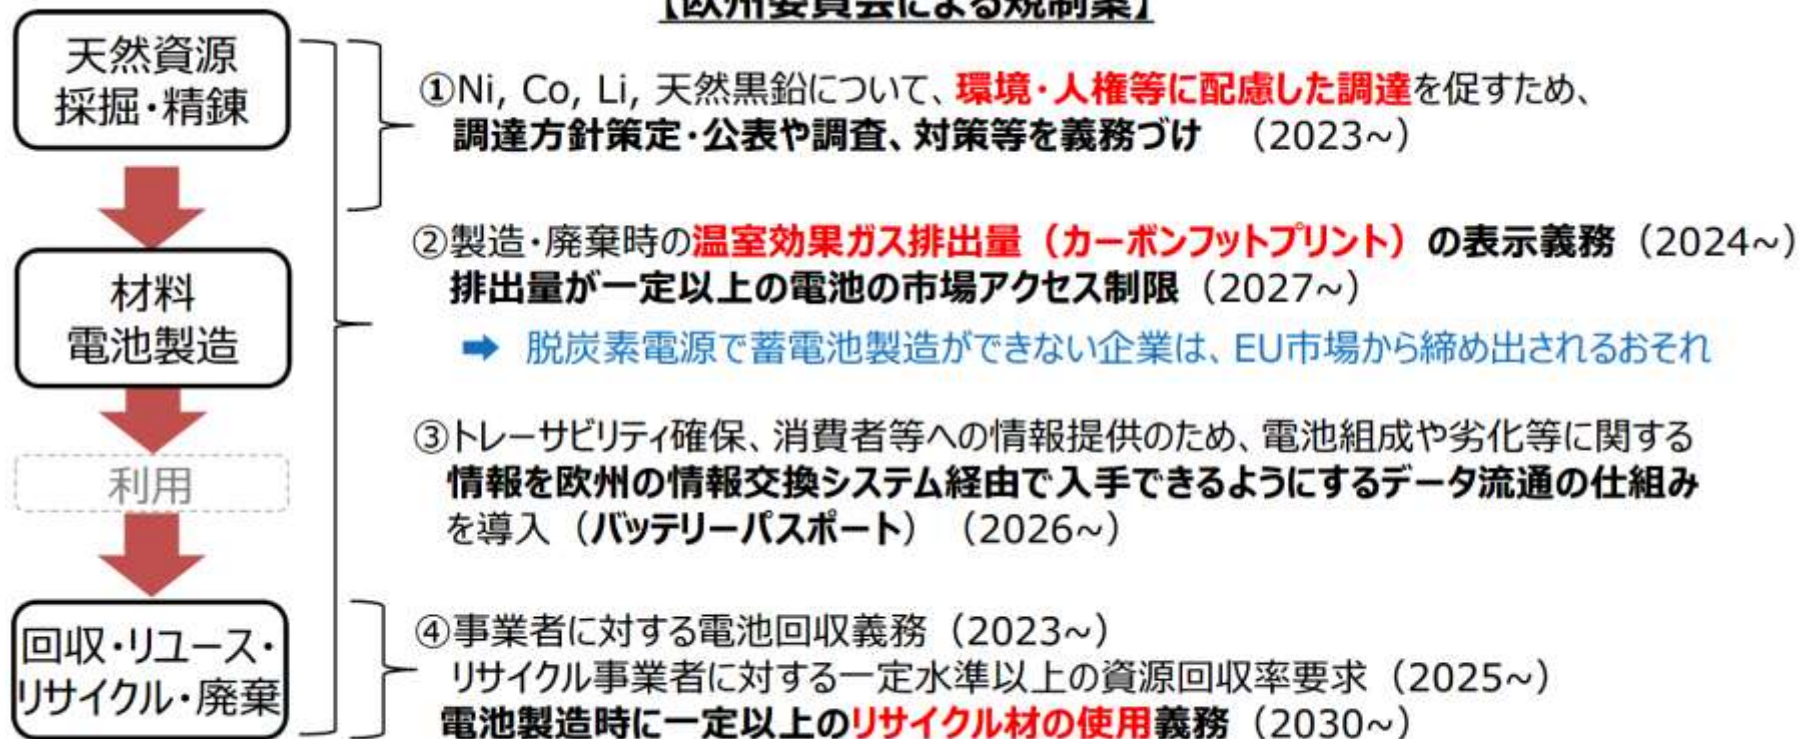 【欧州委員会による規制案】
天然資源
採掘・精錬
①Ni, Co, Li, 天然黒鉛について、環境・人権等に配慮した調達を促すため、
調達方針策定・公表や調査、対策等を義務づけ （2023~）
②製造・廃棄時の温室効果ガス排出量（カーボンフットプリント）の表示義務（2024~）
排出量が一定以上の電池の市場アクセス制限（2027~）
材料
電池製造
➡ 脱炭素電源で蓄電池製造ができない企業は、EU市場から締め出されるおそれ
③トレーサビリティ確保、消費者等への情報提供のため、電池組成や劣化等に関する
情報を欧州の情報交換システム経由で入手できるようにするデータ流通の仕組み
を導入（バッテリーパスポート）（2026~）
利用
回収・リユース・
リサイクル・廃棄
④事業者に対する電池回収義務（2023~）
リサイクル事業者に対する一定水準以上の資源回収率要求（2025~）
電池製造時に一定以上のリサイクル材の使用義務（2030~）